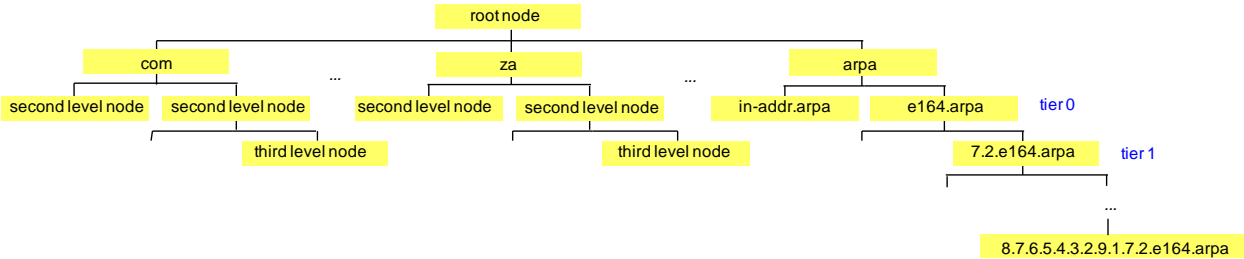 root node
com
...
za
...
arpa
second level node
second level node
second level node
second level node
in-addr.arpa
e164.arpa
tier 0
third level node
third level node
7.2.e164.arpa
tier 1
...
8.7.6.5.4.3.2.9.1.7.2.e164.arpa